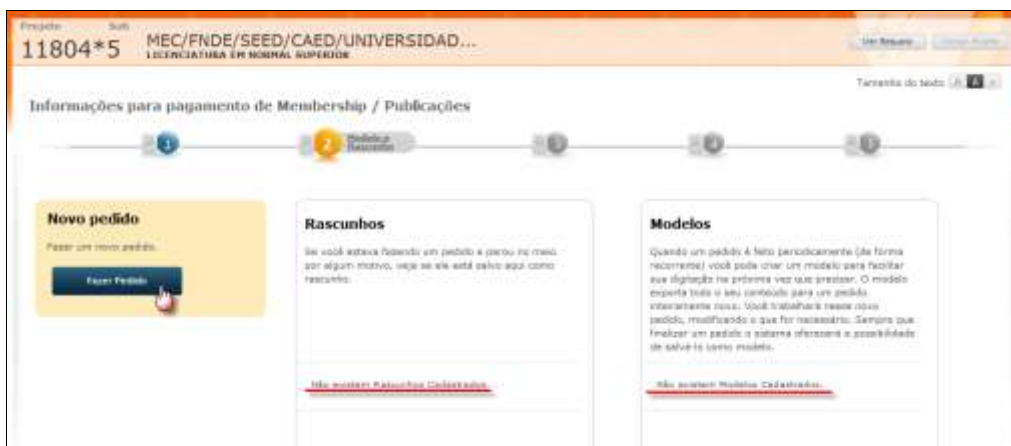 Projeto Sub
11804*5 MEC/FNDE/SEED/CAED/UNIVERSIDAD...
LICENCIATURA EM NORMAL SUPERIOR
Ver Resumo
Tamanho do texto A A A
Informações para pagamento de Membership / Publicações
1
2 Modelo e
Rascunho
3
4
5
Novo pedido
Fazer um novo pedido.
Fazer Pedido
Rascunhos
Se você estava fazendo um pedido e parou no meio
por algum motivo, veja se ele está salvo aqui como
rascunho.
Não existem Rascunhos Cadastrados.
Modelos
Quando um pedido é feito periodicamente (de forma
recorrente) você pode criar um modelo para facilitar
sua digitação na próxima vez que precisar. O modelo
exporta todo o seu conteúdo para um pedido
inteiramente novo. Você trabalhará nesse novo
pedido, modificando o que for necessário. Sempre que
finalizar um pedido o sistema oferecerá a possibilidade
de salvá-lo como modelo.
Não existem Modelos Cadastrados.